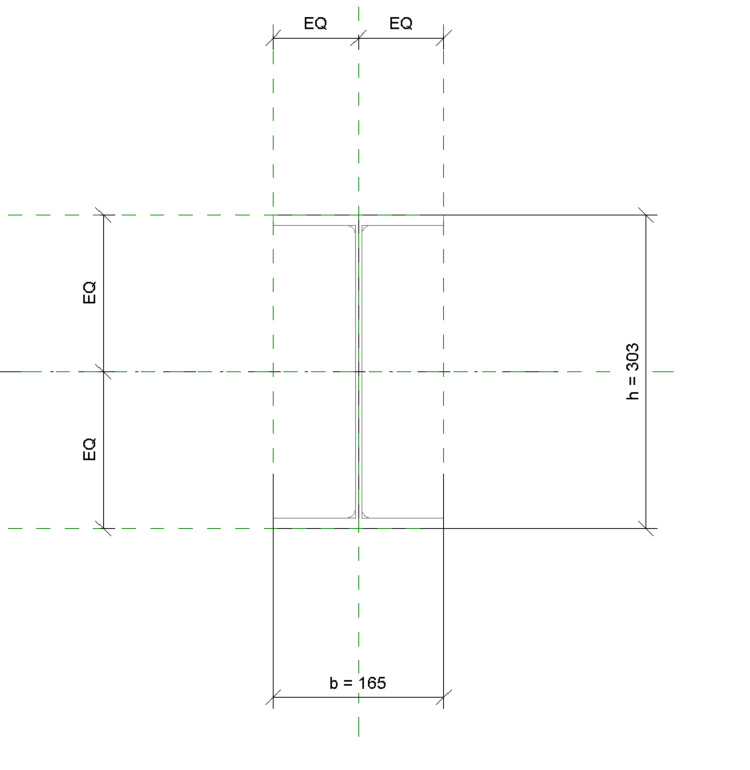 EQ EQ
EQ
h = 303
EQ
b = 165